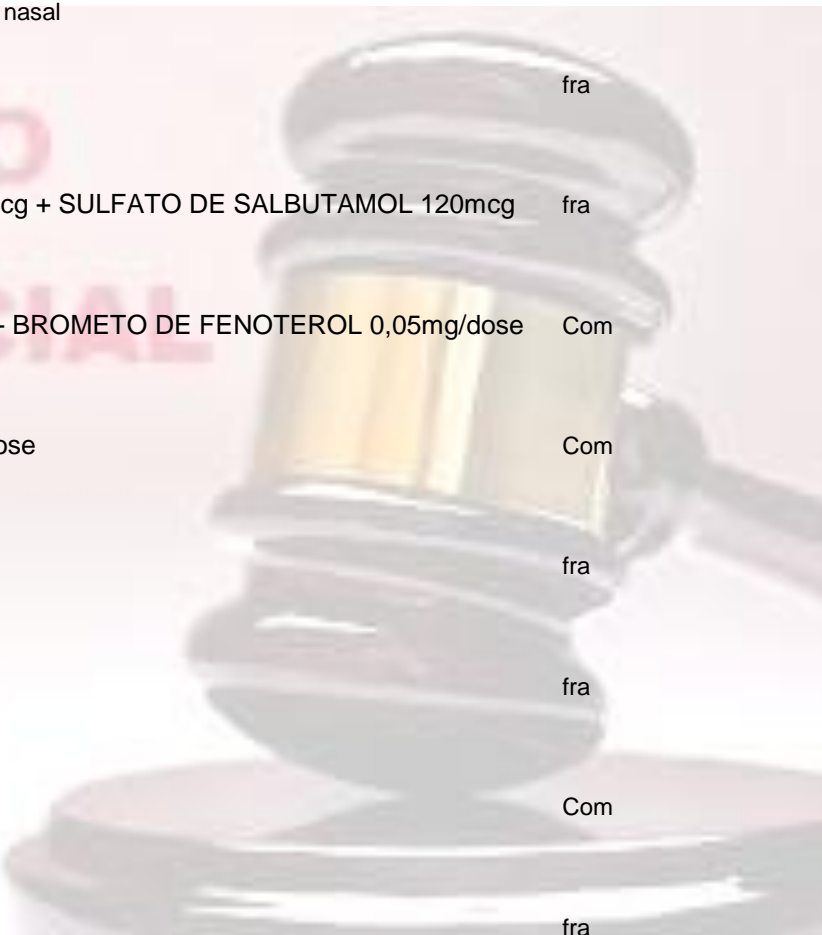 nasal
fra
cg + SULFATO DE SALBUTAMOL 120mcg fra
- BROMETO DE FENOTEROL 0,05mg/dose Com
ose Com
fra
fra
Com
fra
O
CIAL